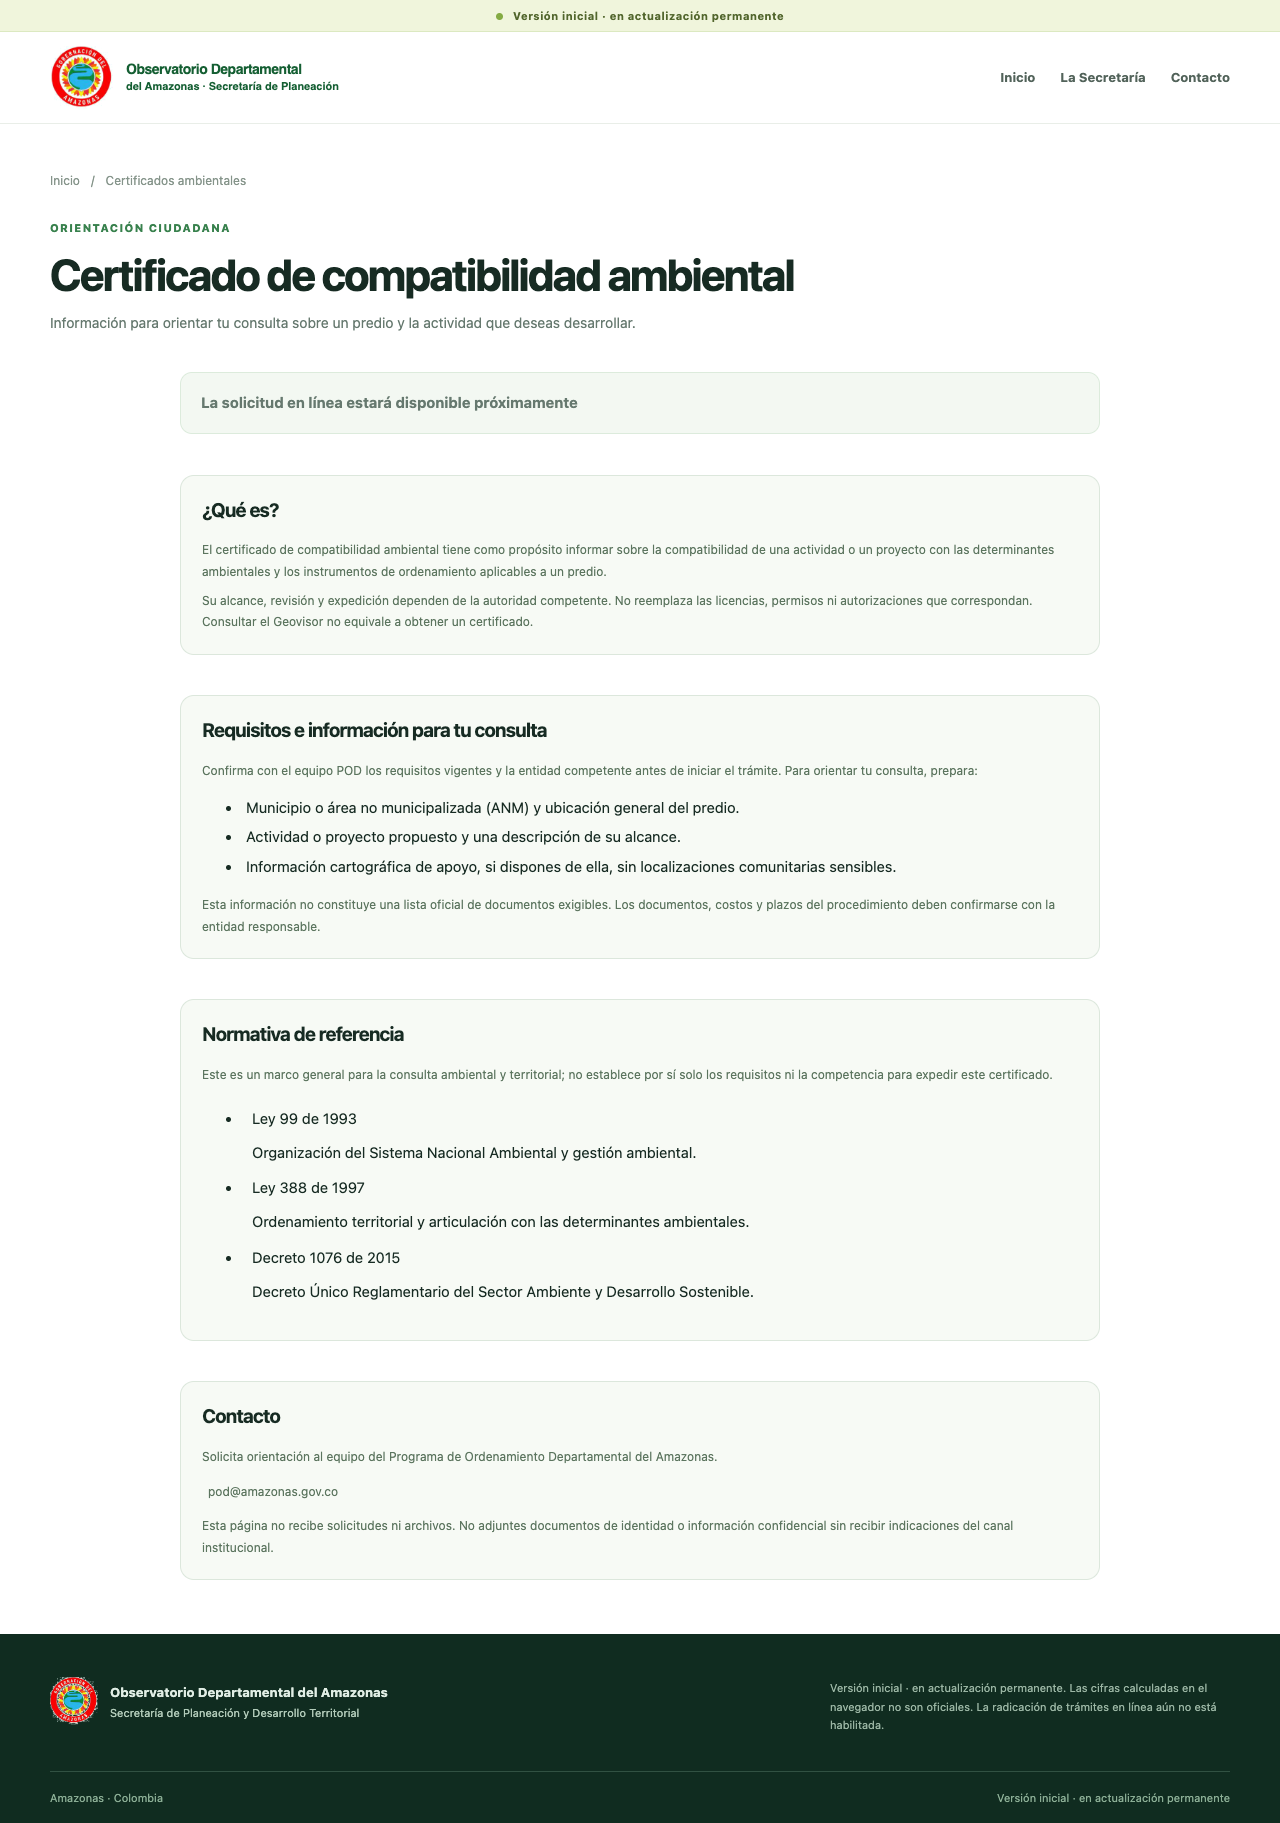 Versión inicial · en actualización permanente
Observatorio Departamental
del Amazonas · Secretaría de Planeación
Inicio La Secretaría Contacto
Inicio / Certificados ambientales
ORIENTACIÓN CIUDADANA
Certificado de compatibilidad ambiental
Información para orientar tu consulta sobre un predio y la actividad que deseas desarrollar.
La solicitud en línea estará disponible próximamente
¿Qué es?
El certificado de compatibilidad ambiental tiene como propósito informar sobre la compatibilidad de una actividad o un proyecto con las determinantes
ambientales y los instrumentos de ordenamiento aplicables a un predio.
Su alcance, revisión y expedición dependen de la autoridad competente. No reemplaza las licencias, permisos ni autorizaciones que correspondan.
Consultar el Geovisor no equivale a obtener un certificado.
Requisitos e información para tu consulta
Confirma con el equipo POD los requisitos vigentes y la entidad competente antes de iniciar el trámite. Para orientar tu consulta, prepara:
• Municipio o área no municipalizada (ANM) y ubicación general del predio.
• Actividad o proyecto propuesto y una descripción de su alcance.
• Información cartográfica de apoyo, si dispones de ella, sin localizaciones comunitarias sensibles.
Esta información no constituye una lista oficial de documentos exigibles. Los documentos, costos y plazos del procedimiento deben confirmarse con la
entidad responsable.
Normativa de referencia
Este es un marco general para la consulta ambiental y territorial; no establece por sí solo los requisitos ni la competencia para expedir este certificado.
• Ley 99 de 1993
Organización del Sistema Nacional Ambiental y gestión ambiental.
• Ley 388 de 1997
Ordenamiento territorial y articulación con las determinantes ambientales.
• Decreto 1076 de 2015
Decreto Único Reglamentario del Sector Ambiente y Desarrollo Sostenible.
Contacto
Solicita orientación al equipo del Programa de Ordenamiento Departamental del Amazonas.
pod@amazonas.gov.co
Esta página no recibe solicitudes ni archivos. No adjuntes documentos de identidad o información confidencial sin recibir indicaciones del canal
institucional.
Observatorio Departamental del Amazonas
Secretaría de Planeación y Desarrollo Territorial
Versión inicial · en actualización permanente. Las cifras calculadas en el
navegador no son oficiales. La radicación de trámites en línea aún no está
habilitada.
Amazonas · Colombia
Versión inicial · en actualización permanente